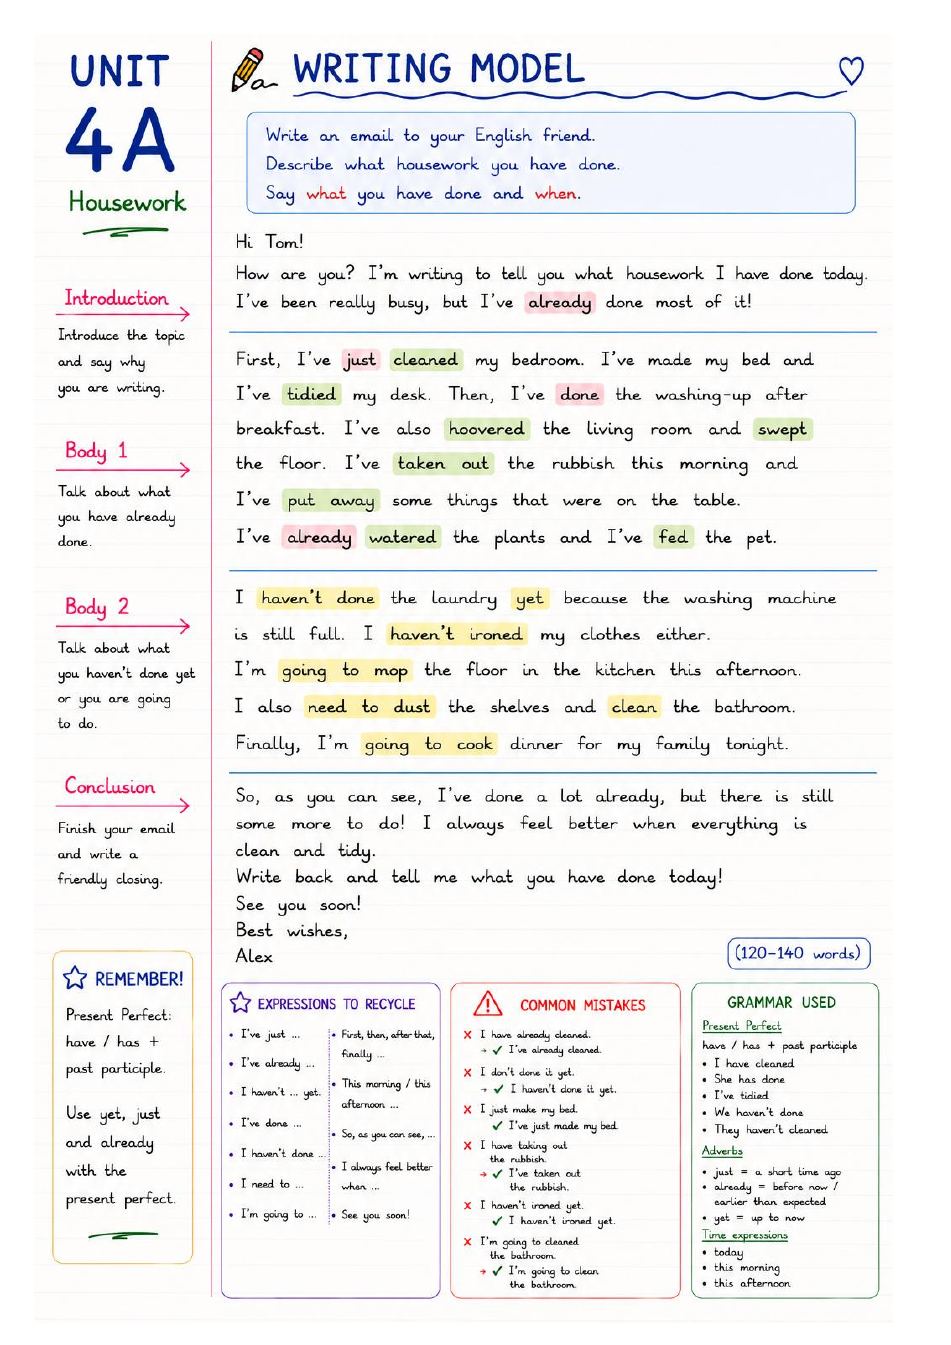 UNIT
4A
Housework
WRITING MODEL
Write an email to your English friend.
Describe what housework you have done.
Say what you have done and when.
Hi Tom!
How are you? I'm writing to tell you what housework I have done today.
I've been really busy, but I've already done most of it!
First, I've just cleaned my bedroom. I've made my bed and
I've tidied my desk. Then, I've done the washing-up after
breakfast. I've also hoovered the living room and swept
the floor. I've taken out the rubbish this morning and
I've put away some things that were on the table.
I've already watered the plants and I've fed the pet.
I haven't done the laundry yet because the washing machine
is still full. I haven't ironed my clothes either.
I'm going to mop the floor in the kitchen this afternoon.
I also need to dust the shelves and clean the bathroom.
Finally, I'm going to cook dinner for my family tonight.
So, as you can see, I've done a lot already, but there is still
some more to do! I always feel better when everything is
clean and tidy.
Write back and tell me what you have done today!
See you soon!
Best wishes,
Alex
(120-140 words)
Introduction
Introduce the topic
and say why
you are writing.
Body 1
Talk about what
you have already
done.
Body 2
Talk about what
you haven't done yet
or you are going
to do.
Conclusion
Finish your email
and write a
friendly closing.
REMEMBER!
Present Perfect:
have / has +
past participle.
Use yet, just
and already
with the
present perfect.
EXPRESSIONS TO RECYCLE
• I've just ...
• I've already ...
• I haven't ... yet.
• I've done ...
• I haven't done ...
• I need to ...
• I'm going to ...
• First, then, after that,
finally ...
• This morning / this
afternoon ...
• So, as you can see, ...
• I always feel better
when ...
• See you soon!
COMMON MISTAKES
✗ I have already cleaned.
→ ✓ I've already cleaned.
✗ I don't done it yet.
→ ✓ I haven't done it yet.
✗ I just make my bed.
✓ I've just made my bed.
✗ I have taking out
the rubbish.
→ ✓ I've taken out
the rubbish.
✗ I haven't ironed yet.
✓ I haven't ironed yet.
✗ I'm going to cleaned
the bathroom.
→ ✓ I'm going to clean
the bathroom.
GRAMMAR USED
Present Perfect
have / has + past participle
• I have cleaned
• She has done
• I've tidied
• We haven't done
• They haven't cleaned
Adverbs
• just = a short time ago
• already = before now /
earlier than expected
• yet = up to now
Time expressions
• today
• this morning
• this afternoon